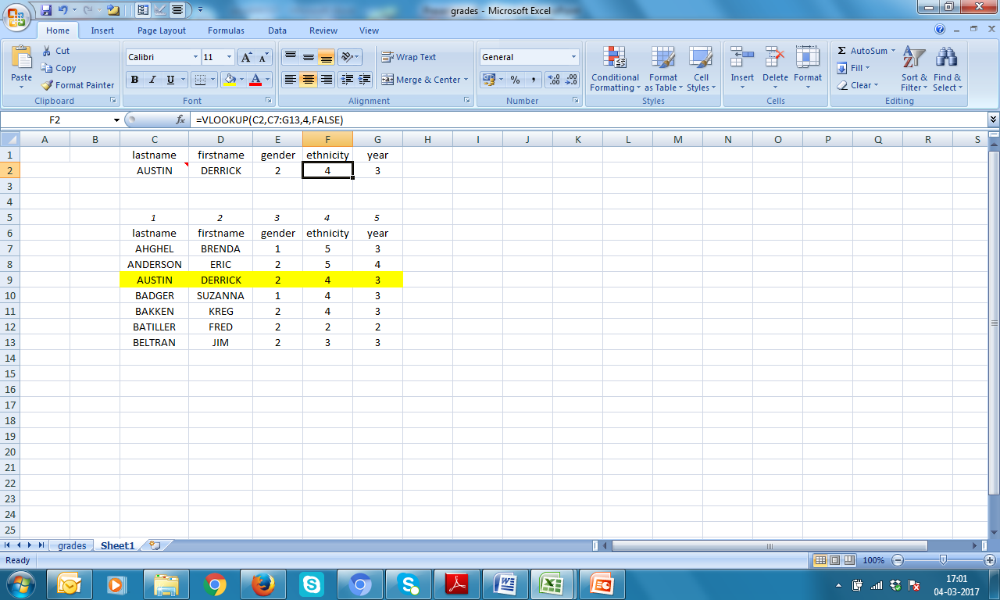 grades - Microsoft Excel
Home Insert Page Layout Formulas Data Review View
Paste Cut Copy Format Painter Clipboard
Calibri 11 A A B I U A Font
Wrap Text Merge & Center Alignment
General % , .0 .00 .00 .0 Number
Conditional Formatting Format as Table Cell Styles Styles
Insert Delete Format Cells
Σ AutoSum Fill Clear Sort & Filter Find & Select Editing
F2 fx =VLOOKUP(C2,C7:G13,4,FALSE)
A B C D E F G H I J K L M N O P Q R S
1 lastname firstname gender ethnicity year
2 AUSTIN DERRICK 2 4 3
3
4
5 1 2 3 4 5
6 lastname firstname gender ethnicity year
7 AHGHEL BRENDA 1 5 3
8 ANDERSON ERIC 2 5 4
9 AUSTIN DERRICK 2 4 3
10 BADGER SUZANNA 1 4 3
11 BAKKEN KREG 2 4 3
12 BATILLER FRED 2 2 2
13 BELTRAN JIM 2 3 3
14
15
16
17
18
19
20
21
22
23
24
25
grades Sheet1
Ready 100%
17:01
04-03-2017